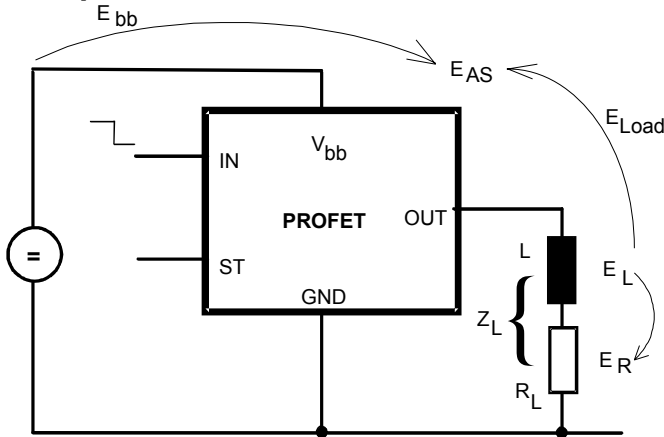 E bb
E AS
E Load
V bb
IN
PROFET
OUT
=
ST
L
E L
GND
Z L {
E R
R L